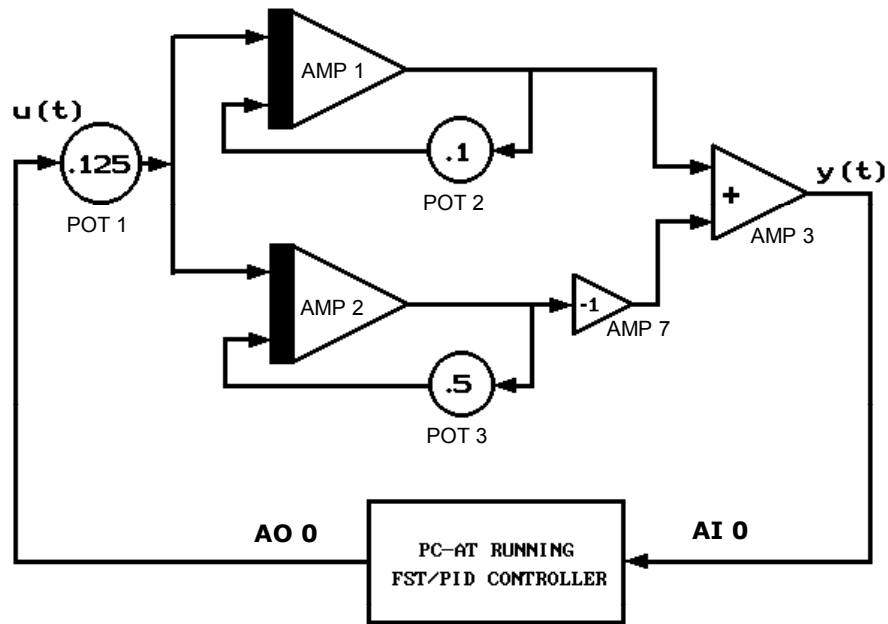 AMP 1
u(t)
.125
POT 1
.1
POT 2
+
y(t)
AMP 3
AMP 2
-1
AMP 7
.5
POT 3
AO 0
AI 0
PC-AT RUNNING
FST/PID CONTROLLER